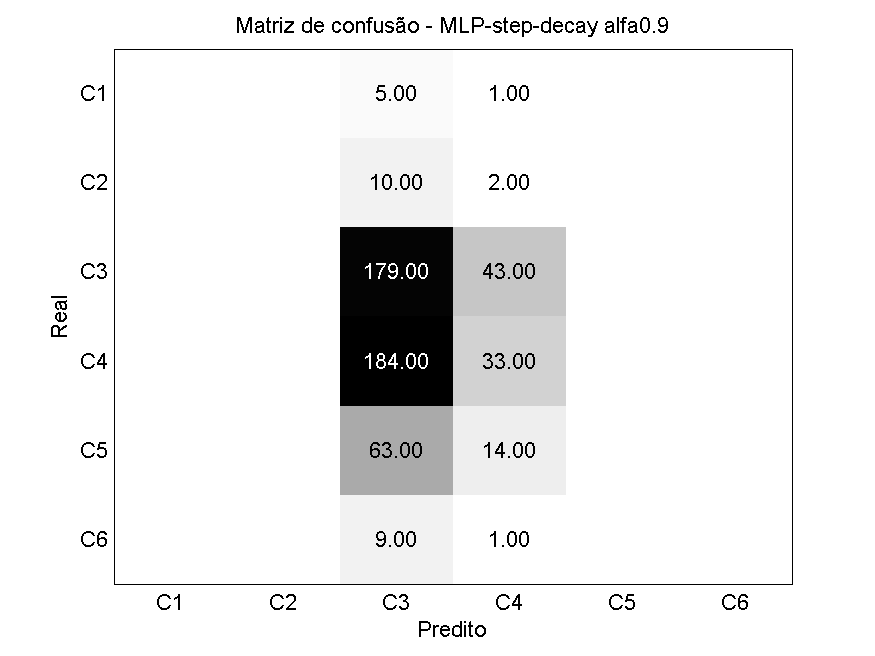 Matriz de confusão - MLP-step-decay alfa0.9
C1 5.00 1.00
C2 10.00 2.00
C3 179.00 43.00
Real
C4 184.00 33.00
C5 63.00 14.00
C6 9.00 1.00
C1 C2 C3 C4 C5 C6
Predito